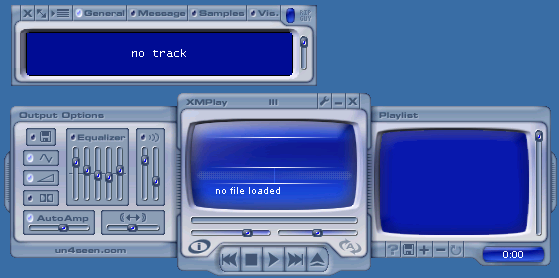 General Message Samples Vis.
no track
Output Options
Equalizer
AutoAmp
un4seen.com
XMPlay
no file loaded
Playlist
0:00